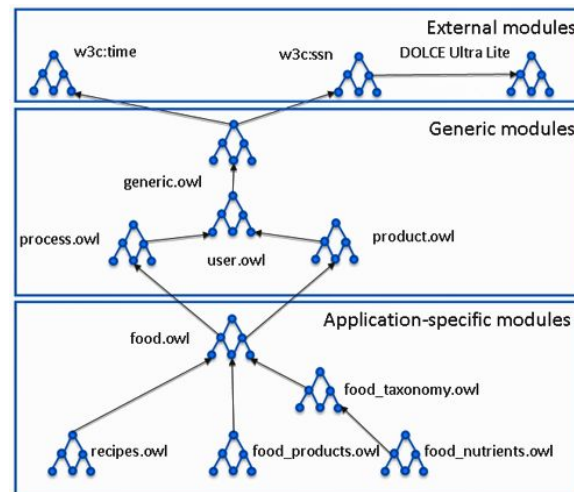 External modules
w3c:time
w3c:ssn
DOLCE Ultra Lite
Generic modules
generic.owl
process.owl
user.owl
product.owl
Application-specific modules
food.owl
food_taxonomy.owl
recipes.owl
food_products.owl
food_nutrients.owl